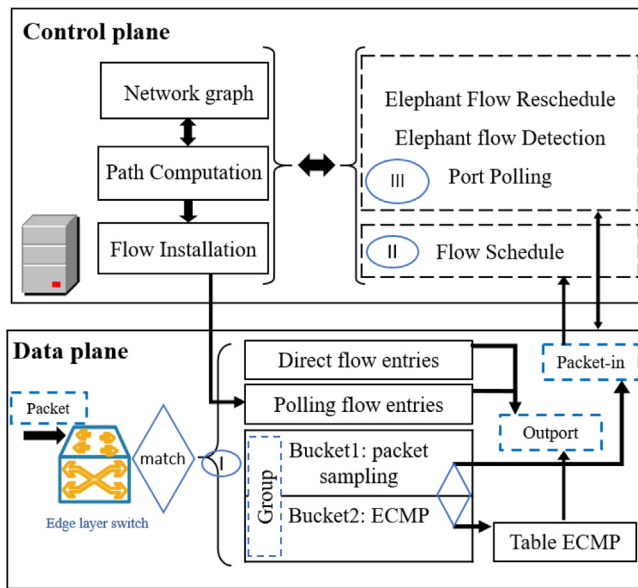 Control plane
Network graph
Path Computation
Flow Installation
Elephant Flow Reschedule
Elephant flow Detection
III
Port Polling
II
Flow Schedule
Data plane
Packet
Edge layer switch
match
I
Direct flow entries
Polling flow entries
Group
Bucket1: packet
sampling
Bucket2: ECMP
Packet-in
Outport
Table ECMP